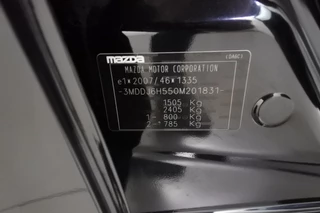 mazda
MAZDA MOTOR CORPORATION
e1*2007/46*1335
-3MDDJ6H550M201831-
1505 Kg
2405 Kg
1- 800 Kg
2- 785 Kg